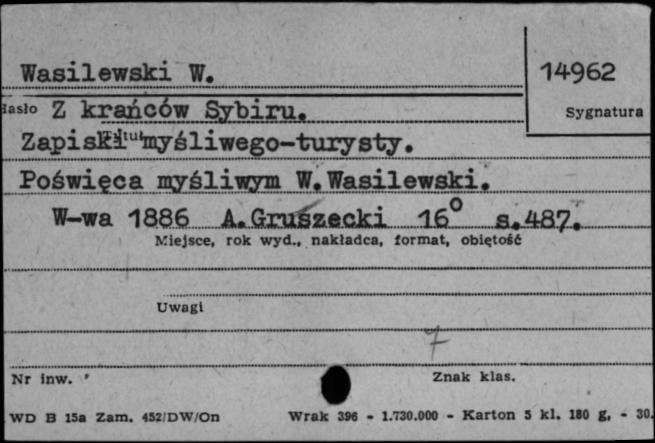 Wasilewski W.
14962
Hasło Z krańców Sybiru.
Sygnatura
Tytuł
Zapiski myśliwego-turysty.
Poświęca myśliwym W.Wasilewski.
W-wa 1886 A.Gruszecki 16° s.487.
Miejsce, rok wyd., nakładca, format, objętość
Uwagi
7
Nr inw.
Znak klas.
WD B 15a Zam. 452/DW/On Wrak 396 - 1.730.000 - Karton 5 kl. 180 g. - 30.